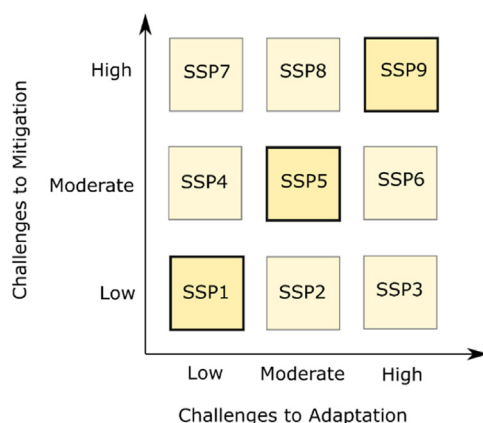 Challenges to Mitigation
High
SSP7 SSP8 SSP9
Moderate
SSP4 SSP5 SSP6
Low
SSP1 SSP2 SSP3
Low Moderate High
Challenges to Adaptation